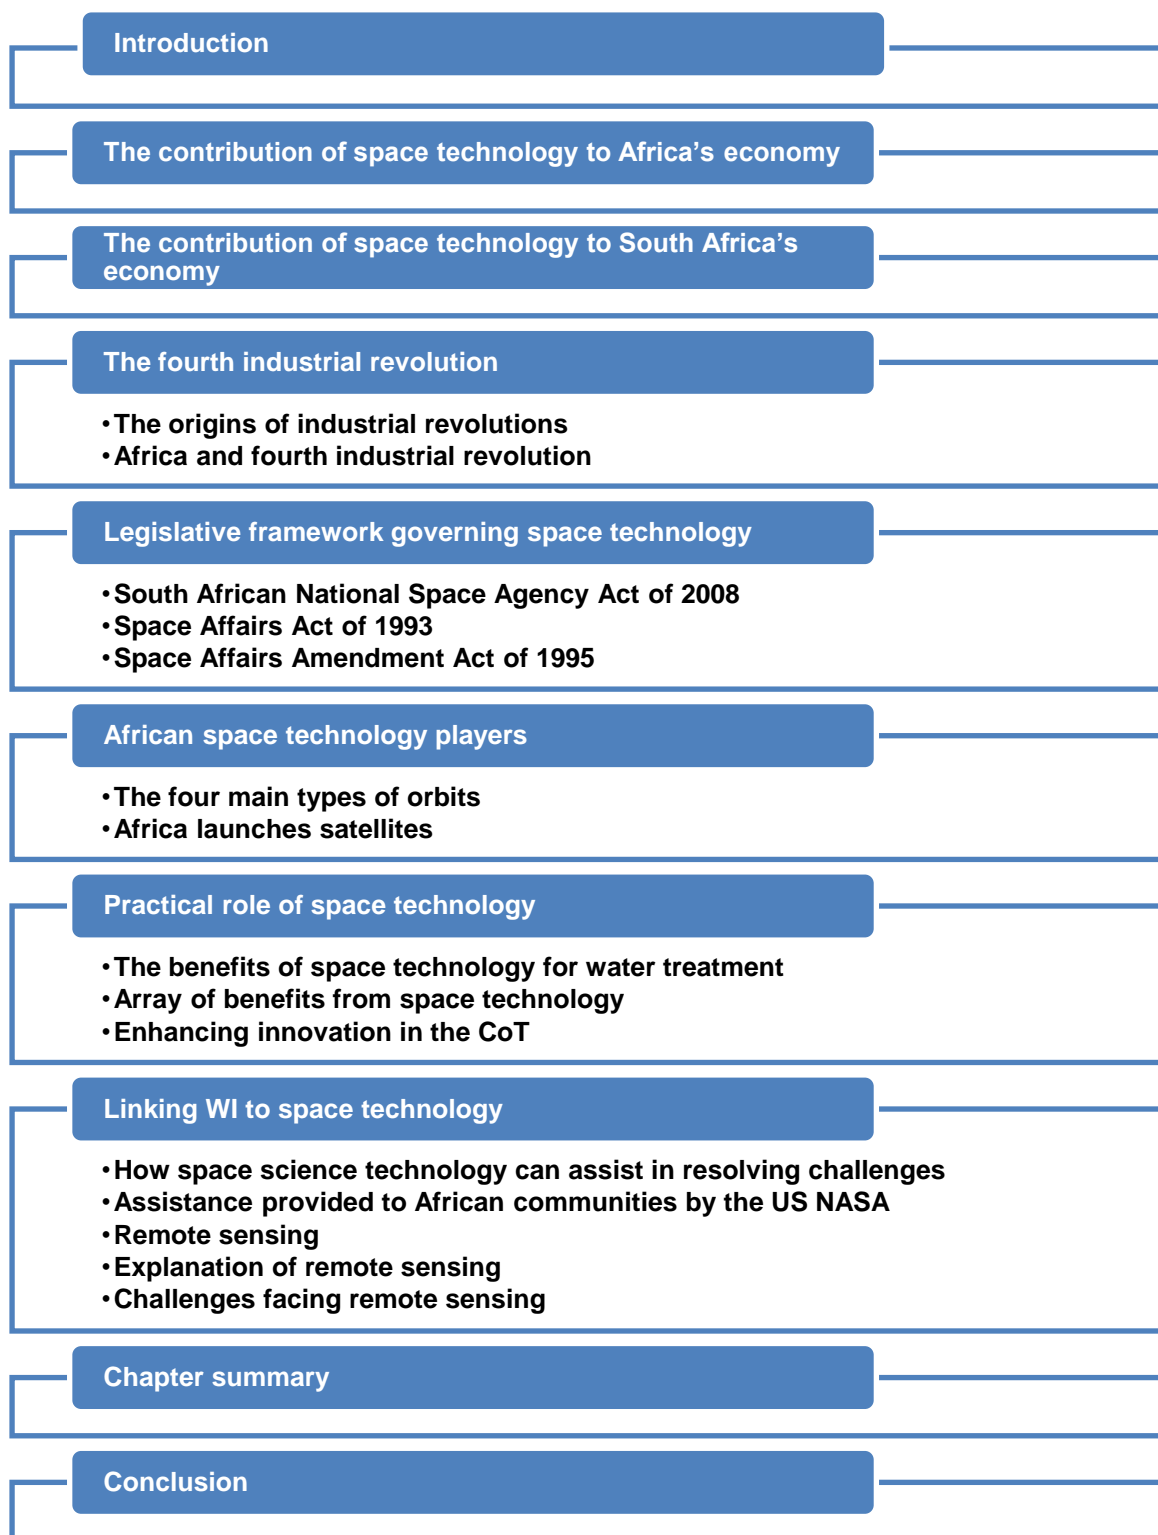 Introduction
The contribution of space technology to Africa’s economy
The contribution of space technology to South Africa’s
economy
The fourth industrial revolution
•The origins of industrial revolutions
•Africa and fourth industrial revolution
Legislative framework governing space technology
•South African National Space Agency Act of 2008
•Space Affairs Act of 1993
•Space Affairs Amendment Act of 1995
African space technology players
•The four main types of orbits
•Africa launches satellites
Practical role of space technology
•The benefits of space technology for water treatment
•Array of benefits from space technology
•Enhancing innovation in the CoT
Linking WI to space technology
•How space science technology can assist in resolving challenges
•Assistance provided to African communities by the US NASA
•Remote sensing
•Explanation of remote sensing
•Challenges facing remote sensing
Chapter summary
Conclusion